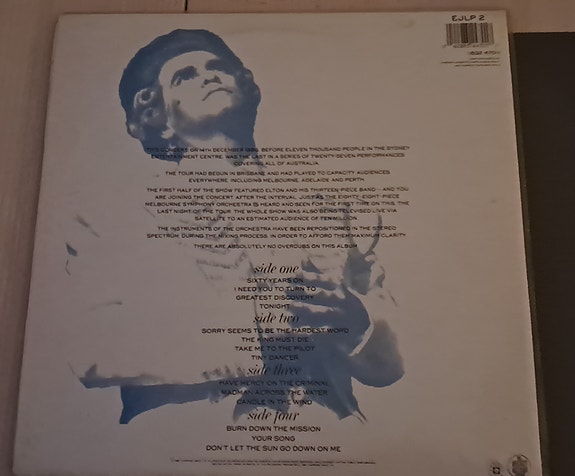 EJLP 2
THIS CONCERT, ON 14TH DECEMBER 1986, BEFORE ELEVEN THOUSAND PEOPLE IN THE SYDNEY
ENTERTAINMENT CENTRE, WAS THE LAST IN A SERIES OF TWENTY-SEVEN PERFORMANCES
COVERING ALL OF AUSTRALIA.
THE TOUR HAD BEGUN IN BRISBANE AND HAD PLAYED TO CAPACITY AUDIENCES
EVERYWHERE, INCLUDING MELBOURNE, ADELAIDE AND PERTH.
THE FIRST HALF OF THE SHOW FEATURED ELTON AND HIS THIRTEEN-PIECE BAND — AND YOU
ARE JOINING THE CONCERT AFTER THE INTERVAL, JUST AS THE EIGHTY-EIGHT-PIECE
MELBOURNE SYMPHONY ORCHESTRA IS HEARD AND SEEN FOR THE FIRST TIME ON THIS, THE
LAST NIGHT OF THE TOUR. THE WHOLE SHOW WAS ALSO BEING TELEVISED LIVE VIA
SATELLITE TO AN ESTIMATED AUDIENCE OF TEN MILLION.
THE INSTRUMENTS OF THE ORCHESTRA HAVE BEEN REPOSITIONED IN THE STEREO
SPECTRUM, DURING THE MIXING PROCESS, IN ORDER TO AFFORD THEM MAXIMUM CLARITY.
THERE ARE ABSOLUTELY NO OVERDUBS ON THIS ALBUM
side one
SIXTY YEARS ON
I NEED YOU TO TURN TO
GREATEST DISCOVERY
TONIGHT
side two
SORRY SEEMS TO BE THE HARDEST WORD
THE KING MUST DIE
TAKE ME TO THE PILOT
TINY DANCER
side three
HAVE MERCY ON THE CRIMINAL
MADMAN ACROSS THE WATER
CANDLE IN THE WIND
side four
BURN DOWN THE MISSION
YOUR SONG
DON'T LET THE SUN GO DOWN ON ME